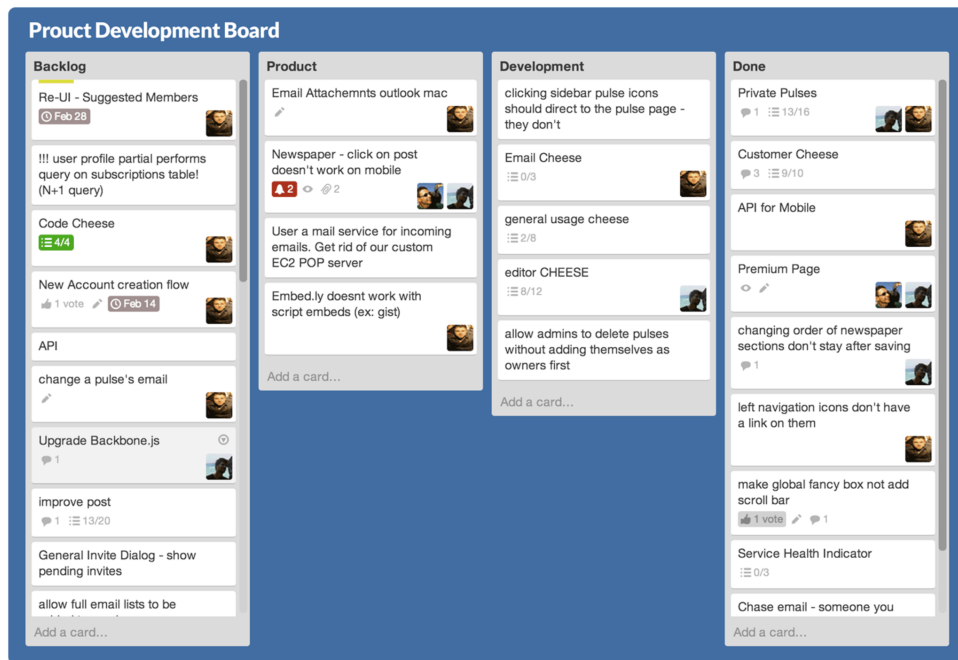 Prouct Development Board
Backlog
Re-UI - Suggested Members
Feb 28
!!! user profile partial performs
query on subscriptions table!
(N+1 query)
Code Cheese
4/4
New Account creation flow
1 vote Feb 14
API
change a pulse's email
Upgrade Backbone.js
1
improve post
1 13/20
General Invite Dialog - show
pending invites
allow full email lists to be
Add a card…
Product
Email Attachemnts outlook mac
Newspaper - click on post
doesn't work on mobile
2 2
User a mail service for incoming
emails. Get rid of our custom
EC2 POP server
Embed.ly doesnt work with
script embeds (ex: gist)
Add a card…
Development
clicking sidebar pulse icons
should direct to the pulse page -
they don't
Email Cheese
0/3
general usage cheese
2/8
editor CHEESE
8/12
allow admins to delete pulses
without adding themselves as
owners first
Add a card…
Done
Private Pulses
1 13/16
Customer Cheese
3 9/10
API for Mobile
Premium Page
changing order of newspaper
sections don't stay after saving
1
left navigation icons don't have
a link on them
make global fancy box not add
scroll bar
1 vote 1
Service Health Indicator
0/3
Chase email - someone you
Add a card…